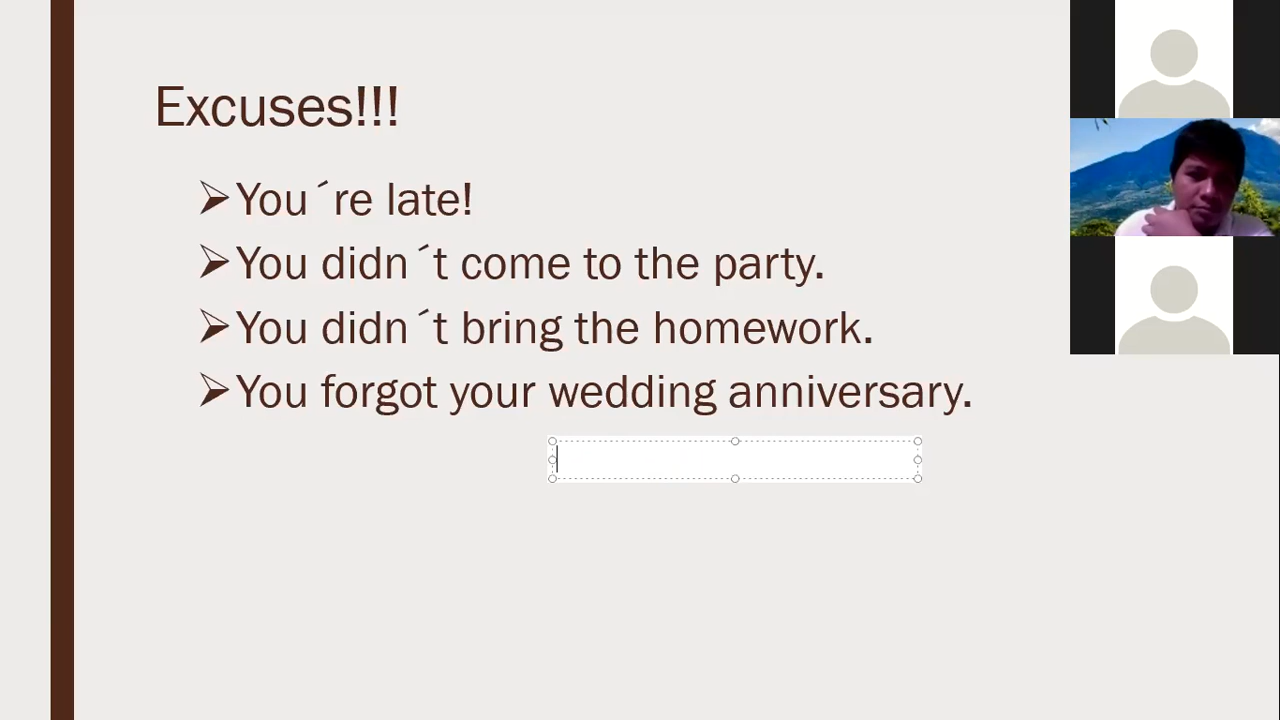 Excuses!!!
You´re late!
You didn´t come to the party.
You didn´t bring the homework.
You forgot your wedding anniversary.